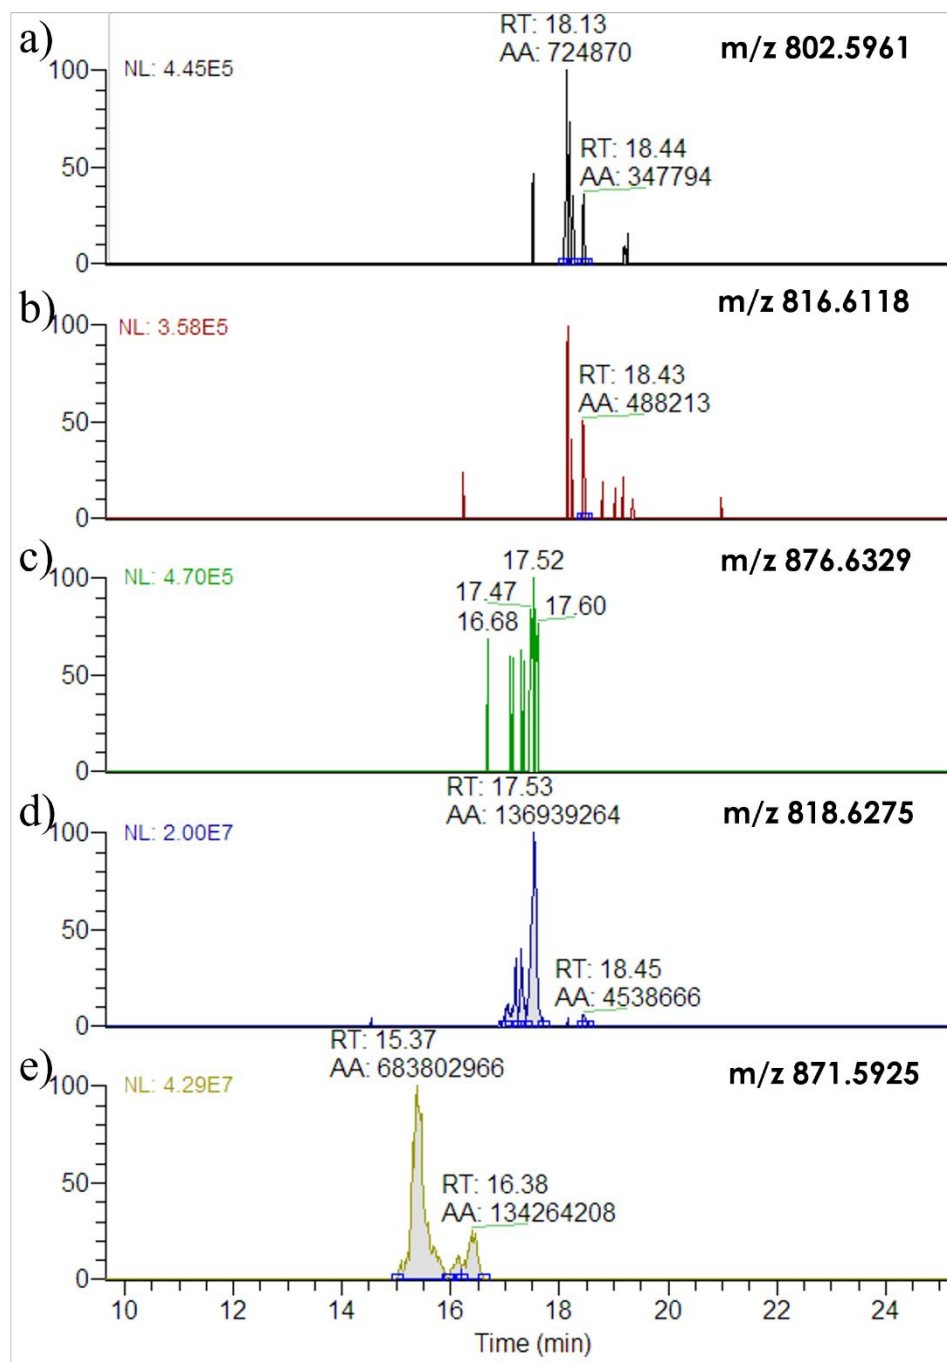 a)
RT: 18.13
AA: 724870
m/z 802.5961
NL: 4.45E5
100
50
0
RT: 18.44
AA: 347794
b)
m/z 816.6118
NL: 3.58E5
100
50
0
RT: 18.43
AA: 488213
c)
m/z 876.6329
NL: 4.70E5
100
50
0
17.52
17.47
17.60
16.68
d)
RT: 17.53
AA: 136939264
m/z 818.6275
NL: 2.00E7
100
50
0
RT: 18.45
AA: 4538666
e)
RT: 15.37
AA: 683802966
m/z 871.5925
NL: 4.29E7
100
50
0
RT: 16.38
AA: 134264208
10 12 14 16 18 20 22 24
Time (min)